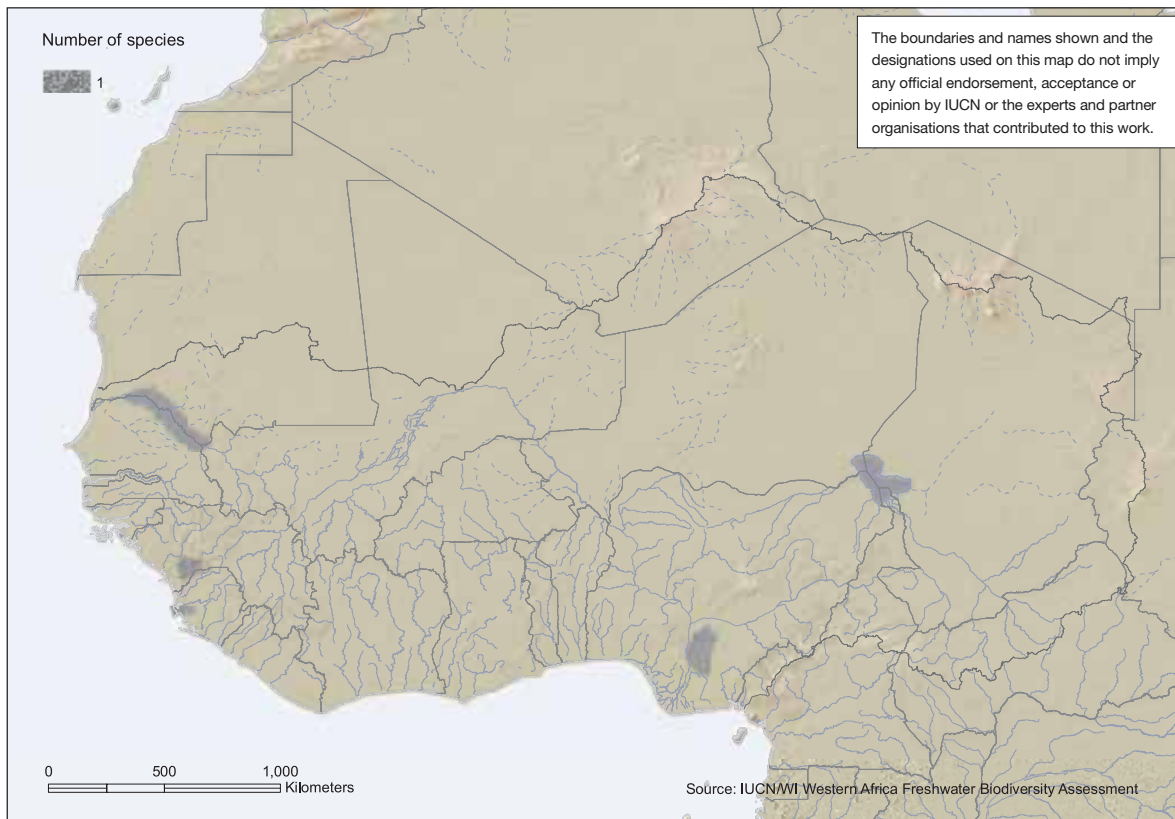 Number of species
1
The boundaries and names shown and the
designations used on this map do not imply
any official endorsement, acceptance or
opinion by IUCN or the experts and partner
organisations that contributed to this work.
0 500 1,000
Kilometers
Source: IUCN/WI Western Africa Freshwater Biodiversity Assessment